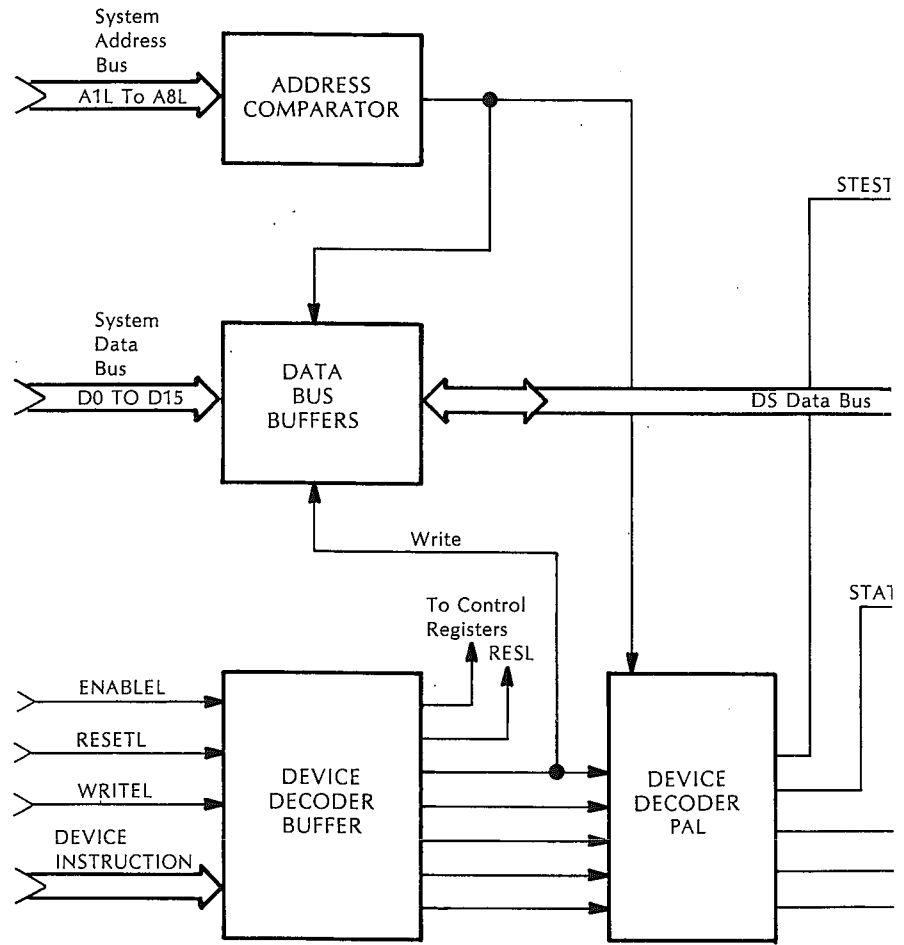 System
Address
Bus
A1L To A8L
ADDRESS
COMPARATOR
STEST
System
Data
Bus
D0 TO D15
DATA
BUS
BUFFERS
DS Data Bus
Write
To Control
Registers
RESL
STAT
ENABLEL
RESETL
WRITEL
DEVICE
INSTRUCTION
DEVICE
DECODER
BUFFER
DEVICE
DECODER
PAL